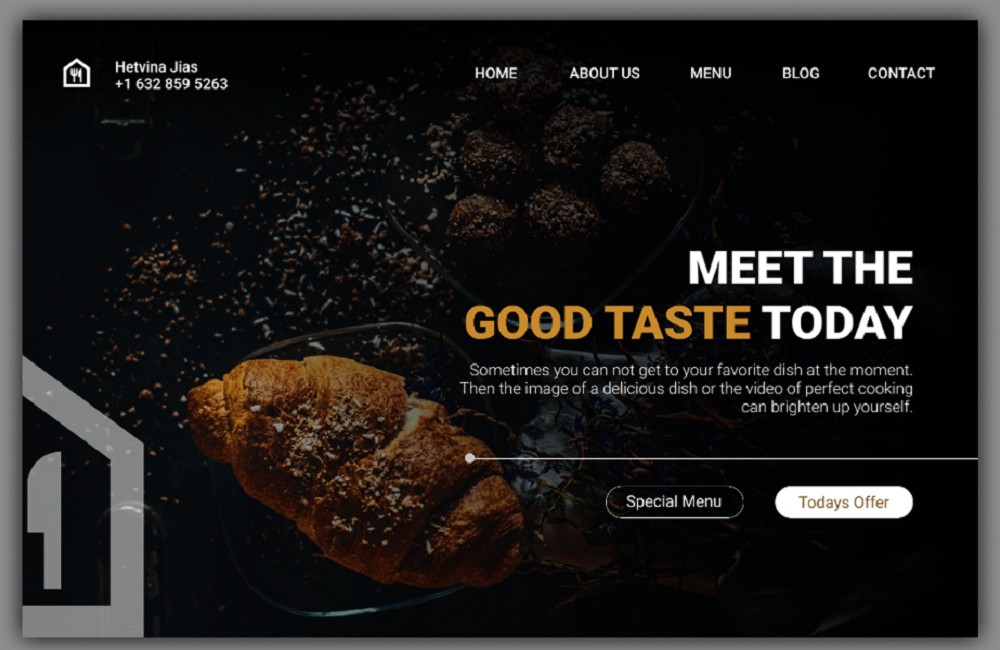 Hetvina Jias
+1 632 859 5263
HOME ABOUT US MENU BLOG CONTACT
MEET THE
GOOD TASTE TODAY
Sometimes you can not get to your favorite dish at the moment.
Then the image of a delicious dish or the video of perfect cooking
can brighten up yourself.
Special Menu Todays Offer